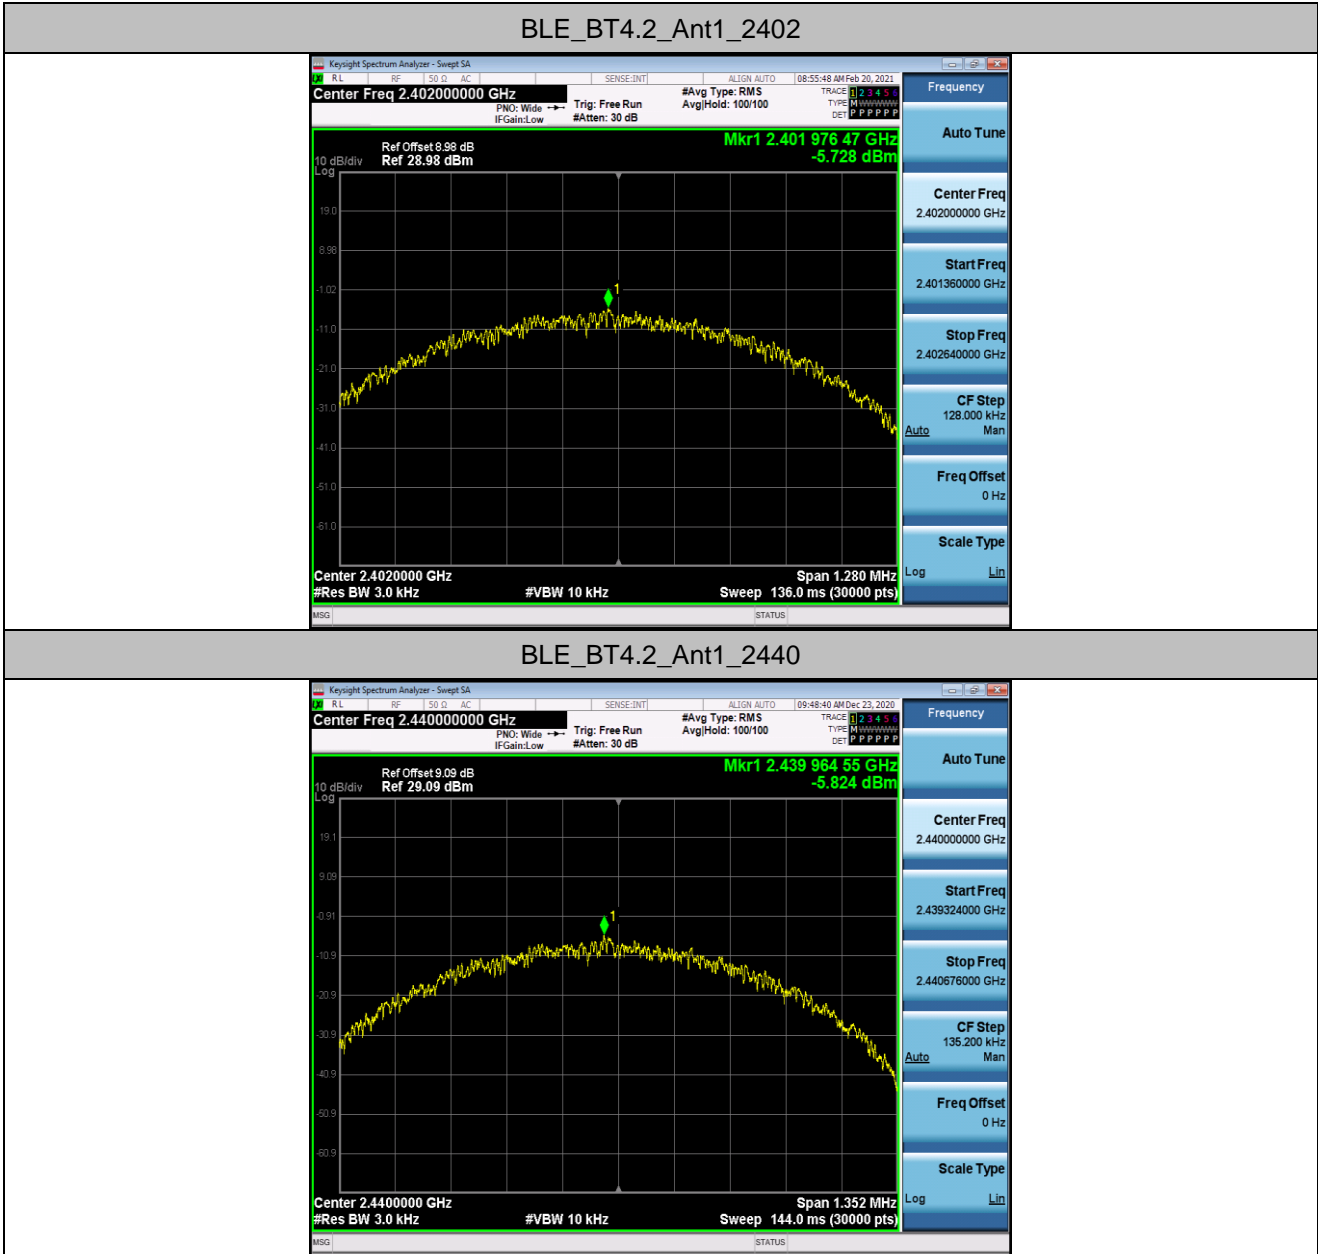 BLE_BT4.2_Ant1_2402
Keysight Spectrum Analyzer - Swept SA
LXI RL RF 50 Ω AC SENSE:INT ALIGN AUTO 08:55:48 AM Feb 20, 2021
Center Freq 2.402000000 GHz
PNO: Wide
IFGain:Low
Trig: Free Run
#Atten: 30 dB
#Avg Type: RMS
Avg|Hold: 100/100
TRACE 1 2 3 4 5 6
TYPE M WWWWW
DET P P P P P P
Mkr1 2.401 976 47 GHz
-5.728 dBm
Ref Offset 8.98 dB
10 dB/div Ref 28.98 dBm
Log
19.0
8.98
-1.02
-11.0
-21.0
-31.0
-41.0
-51.0
-61.0
1
Center 2.4020000 GHz Span 1.280 MHz
#Res BW 3.0 kHz #VBW 10 kHz Sweep 136.0 ms (30000 pts)
MSG STATUS
Frequency
Auto Tune
Center Freq
2.402000000 GHz
Start Freq
2.401360000 GHz
Stop Freq
2.402640000 GHz
CF Step
128.000 kHz
Auto Man
Freq Offset
0 Hz
Scale Type
Log Lin
BLE_BT4.2_Ant1_2440
Keysight Spectrum Analyzer - Swept SA
LXI RL RF 50 Ω AC SENSE:INT ALIGN AUTO 09:48:40 AM Dec 23, 2020
Center Freq 2.440000000 GHz
PNO: Wide
IFGain:Low
Trig: Free Run
#Atten: 30 dB
#Avg Type: RMS
Avg|Hold: 100/100
TRACE 1 2 3 4 5 6
TYPE M WWWWW
DET P P P P P P
Mkr1 2.439 964 55 GHz
-5.824 dBm
Ref Offset 9.09 dB
10 dB/div Ref 29.09 dBm
Log
19.1
9.09
-0.91
-10.9
-20.9
-30.9
-40.9
-50.9
-60.9
1
Center 2.4400000 GHz Span 1.352 MHz
#Res BW 3.0 kHz #VBW 10 kHz Sweep 144.0 ms (30000 pts)
MSG STATUS
Frequency
Auto Tune
Center Freq
2.440000000 GHz
Start Freq
2.439324000 GHz
Stop Freq
2.440676000 GHz
CF Step
135.200 kHz
Auto Man
Freq Offset
0 Hz
Scale Type
Log Lin